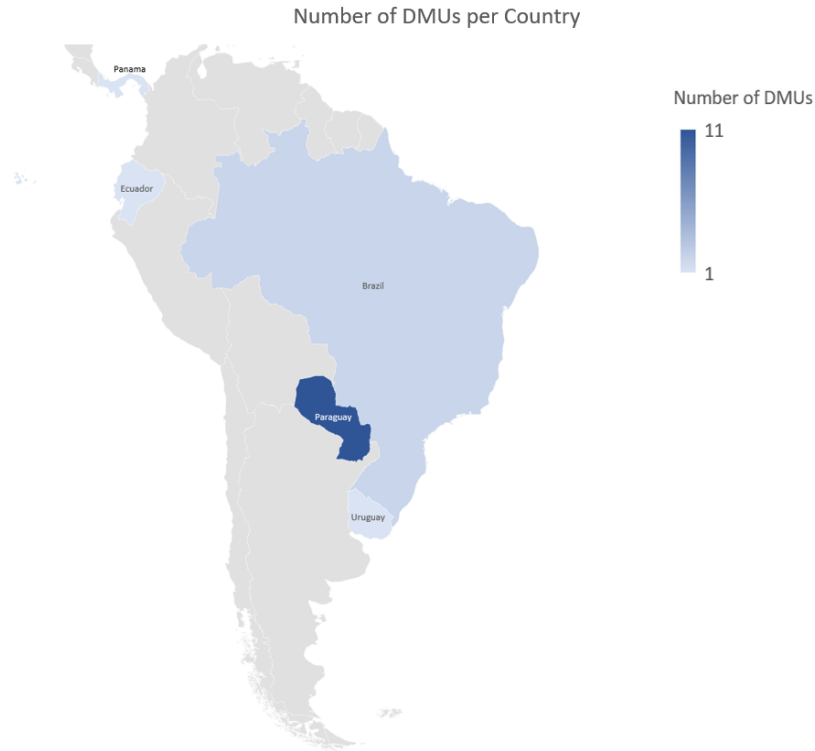 Number of DMUs per Country
Panama
Number of DMUs
11
Ecuador
1
Brazil
Paraguay
Uruguay